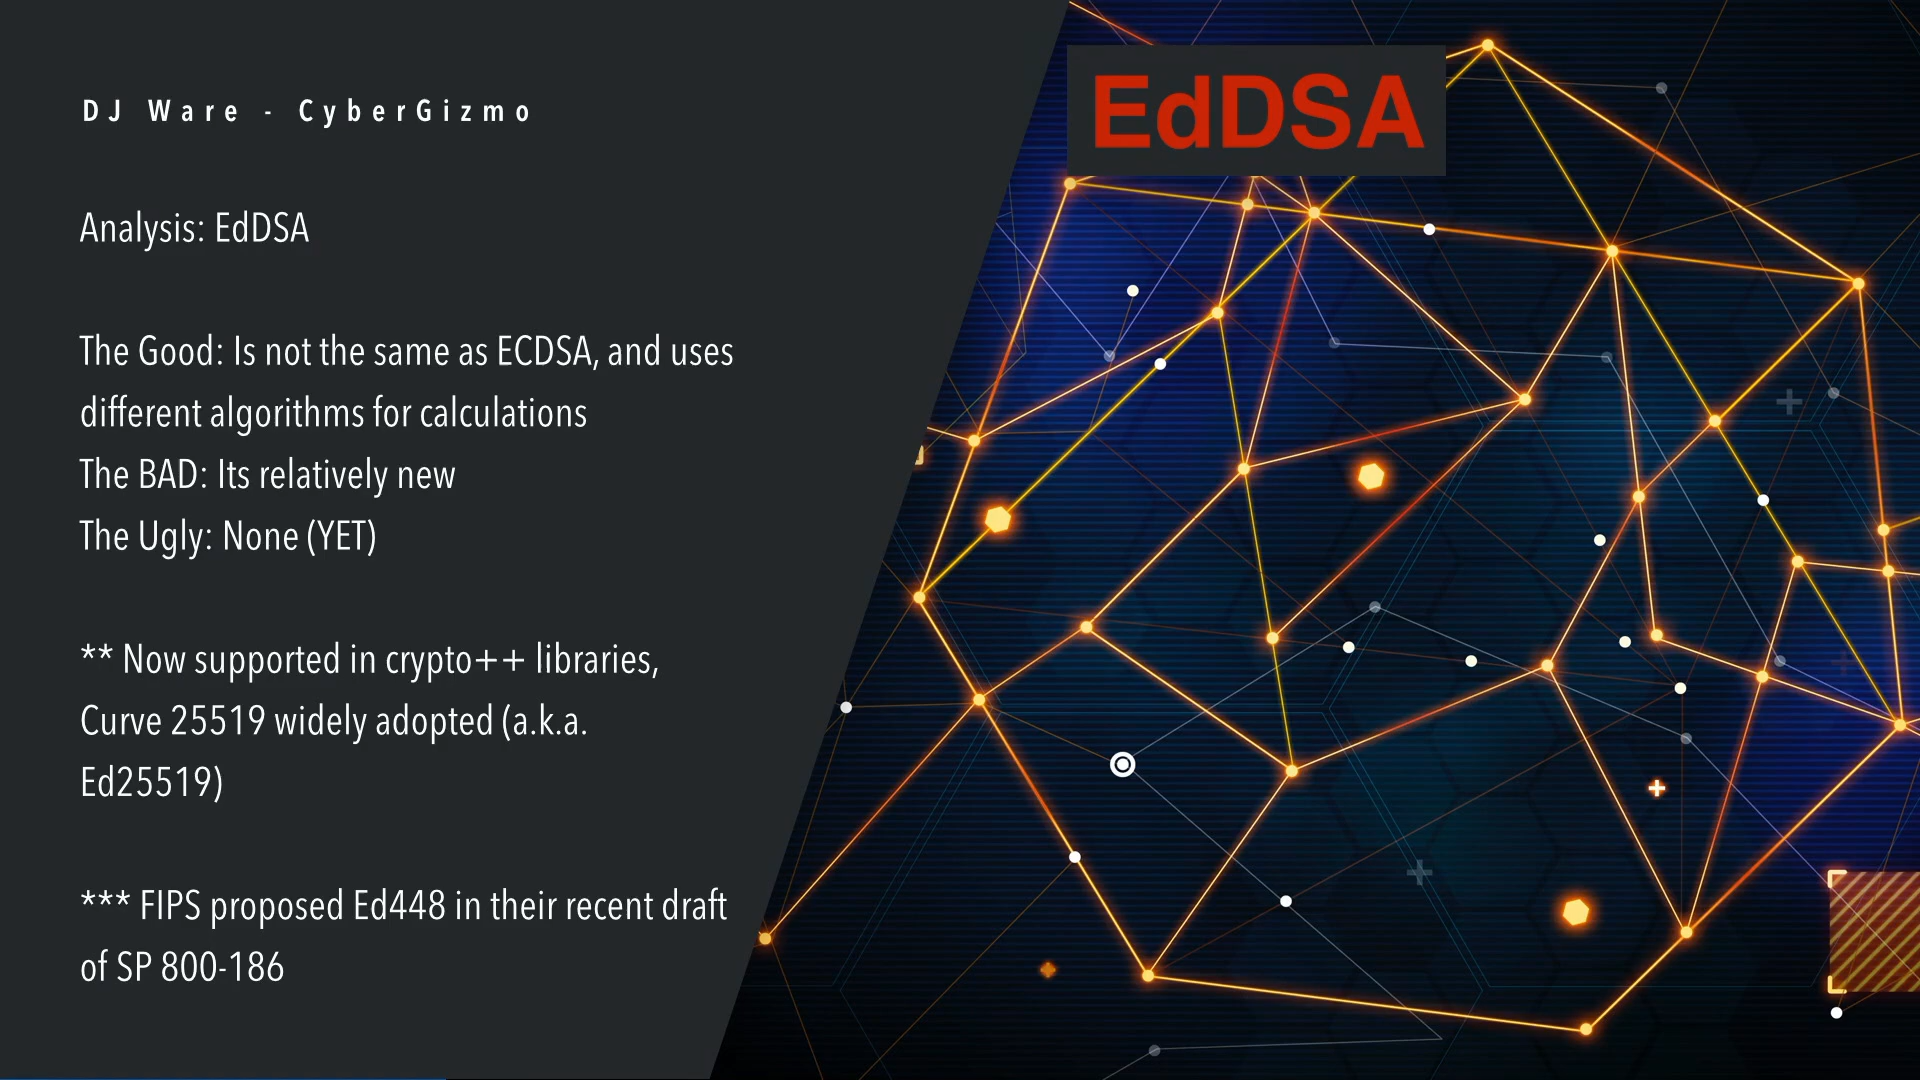 DJ Ware - CyberGizmo
EdDSA
Analysis: EdDSA
The Good: Is not the same as ECDSA, and uses
different algorithms for calculations
The BAD: Its relatively new
The Ugly: None (YET)
** Now supported in crypto++ libraries,
Curve 25519 widely adopted (a.k.a.
Ed25519)
*** FIPS proposed Ed448 in their recent draft
of SP 800-186